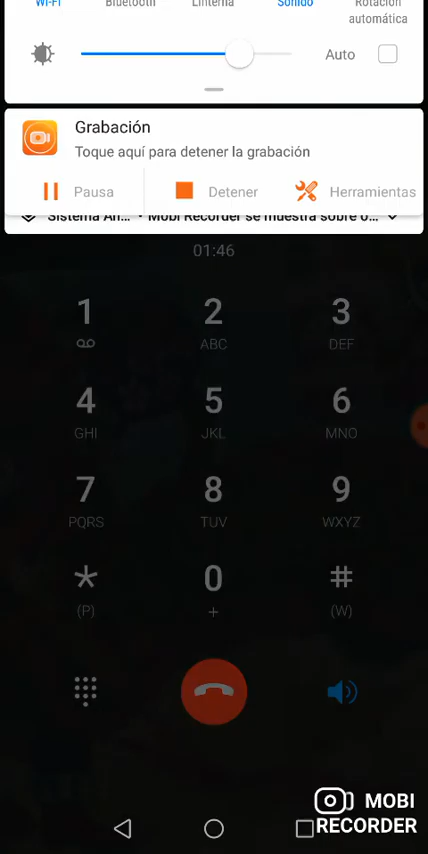 Wi-Fi Bluetooth Linterna Sonido Rotación
automática
Auto
Grabación
Toque aquí para detener la grabación
Pausa Detener Herramientas
Sistema An… • Mobi Recorder se muestra sobre o…
01:46
1 2 3
ABC DEF
4 5 6
GHI JKL MNO
7 8 9
PQRS TUV WXYZ
* 0 #
(P) + (W)
MOBI
RECORDER